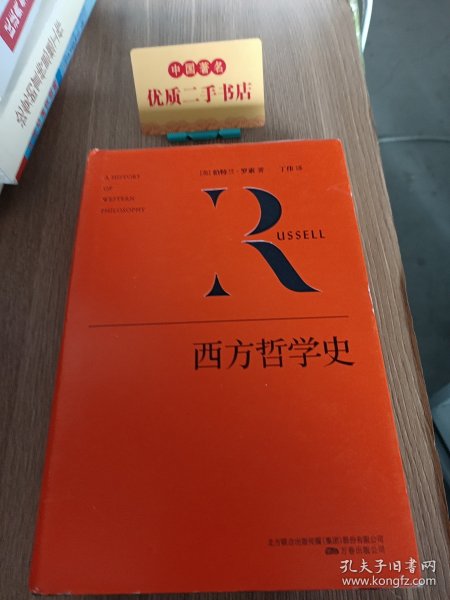 中国著名
优质二手书店
A HISTORY
OF
WESTERN
PHILOSOPHY
[英] 伯特兰·罗素 著
丁伟 译
RUSSELL
西方哲学史
北方联合出版传媒(集团)股份有限公司
万卷出版公司
孔夫子旧书网
www.kongfz.com